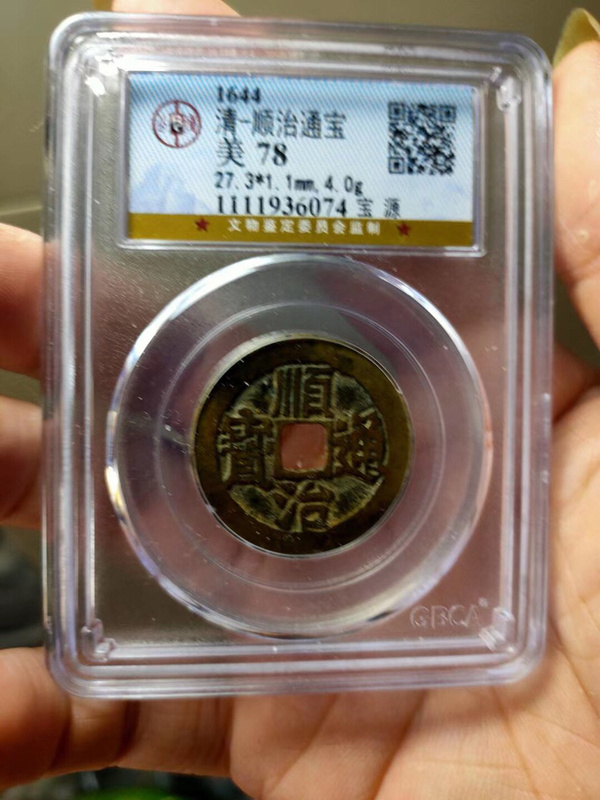 1644
清-顺治通宝
美 78
27.3*1.1mm,4.0g
1111936074 宝 源
★ 文物鉴定委员会监制 ★
順
寶 通
治
GBCA